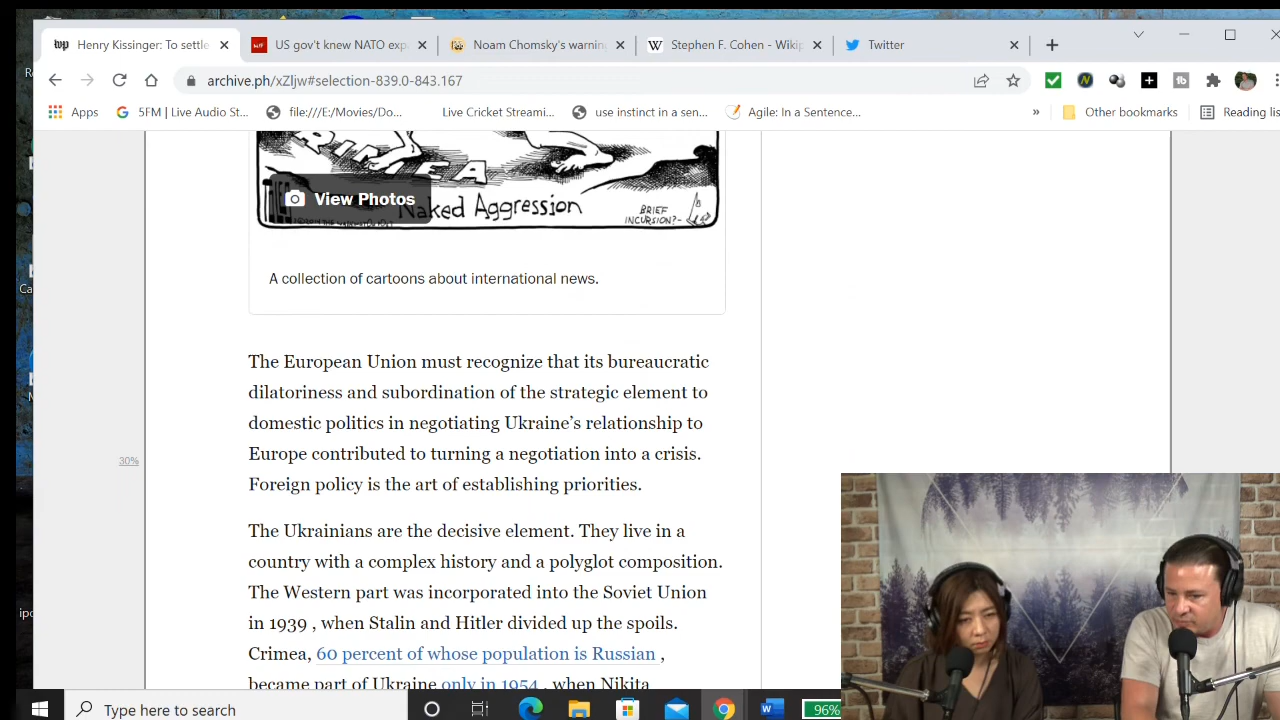 Henry Kissinger: To settle
US gov't knew NATO exp
Noam Chomsky's warnin
Stephen F. Cohen - Wikip
Twitter
archive.ph/xZljw#selection-839.0-843.167
Apps
5FM | Live Audio St...
file:///E:/Movies/Do...
Live Cricket Streami...
use instinct in a sen...
Agile: In a Sentence...
»
Other bookmarks
Reading lis
CRIMEA
View Photos
Naked Aggression
BRIEF
INCURSION?-
A collection of cartoons about international news.
The European Union must recognize that its bureaucratic
dilatoriness and subordination of the strategic element to
domestic politics in negotiating Ukraine's relationship to
Europe contributed to turning a negotiation into a crisis.
30%
Foreign policy is the art of establishing priorities.
The Ukrainians are the decisive element. They live in a
country with a complex history and a polyglot composition.
The Western part was incorporated into the Soviet Union
in 1939 , when Stalin and Hitler divided up the spoils.
Crimea, 60 percent of whose population is Russian ,
became part of Ukraine only in 1954 , when Nikita
Type here to search
96%